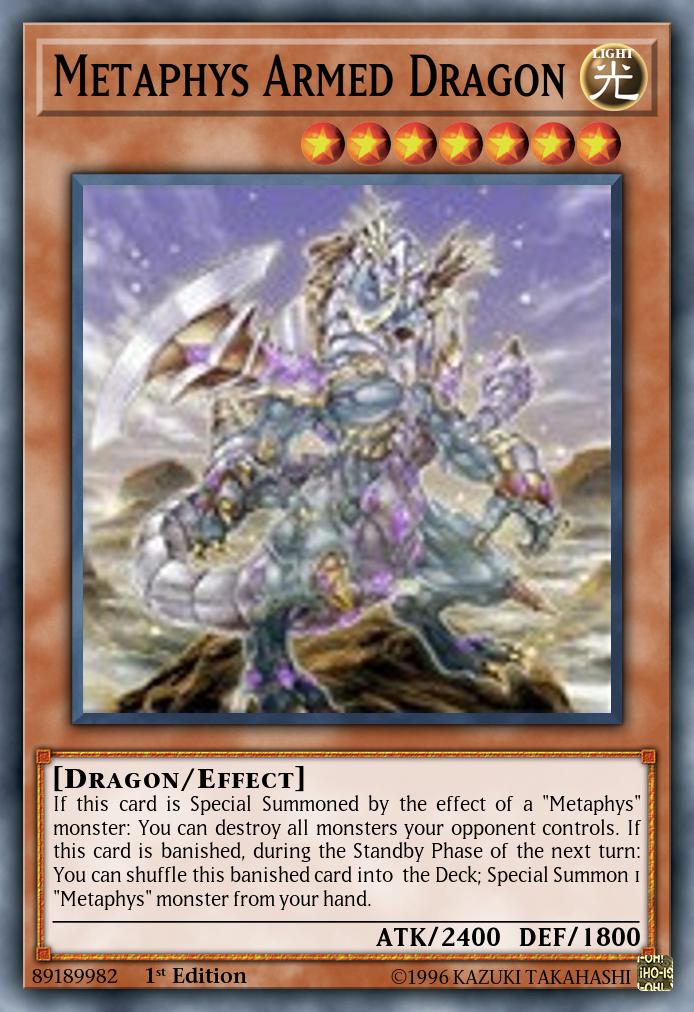 METAPHYS ARMED DRAGON
LIGHT
光
[DRAGON/EFFECT]
If this card is Special Summoned by the effect of a "Metaphys"
monster: You can destroy all monsters your opponent controls. If
this card is banished, during the Standby Phase of the next turn:
You can shuffle this banished card into the Deck; Special Summon 1
"Metaphys" monster from your hand.
ATK/2400 DEF/1800
89189982 1st Edition ©1996 KAZUKI TAKAHASHI